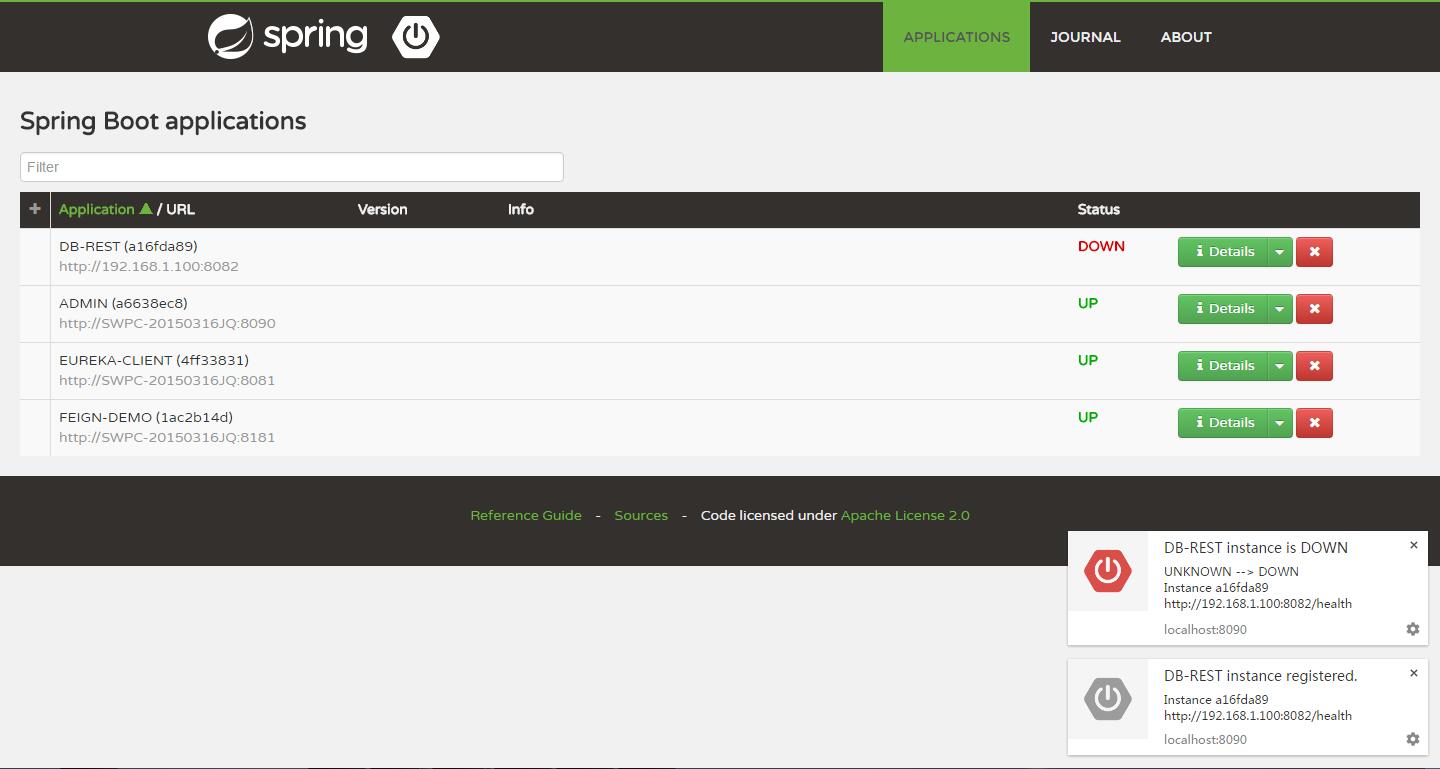 spring
APPLICATIONS
JOURNAL
ABOUT
Spring Boot applications
Filter
+ Application ▲ / URL Version Info Status
DB-REST (a16fda89) DOWN i Details ×
http://192.168.1.100:8082
ADMIN (a6638ec8) UP i Details ×
http://SWPC-20150316JQ:8090
EUREKA-CLIENT (4ff33831) UP i Details ×
http://SWPC-20150316JQ:8081
FEIGN-DEMO (1ac2b14d) UP i Details ×
http://SWPC-20150316JQ:8181
Reference Guide - Sources - Code licensed under Apache License 2.0
DB-REST instance is DOWN ×
UNKNOWN --> DOWN
Instance a16fda89
http://192.168.1.100:8082/health
localhost:8090
DB-REST instance registered. ×
Instance a16fda89
http://192.168.1.100:8082/health
localhost:8090